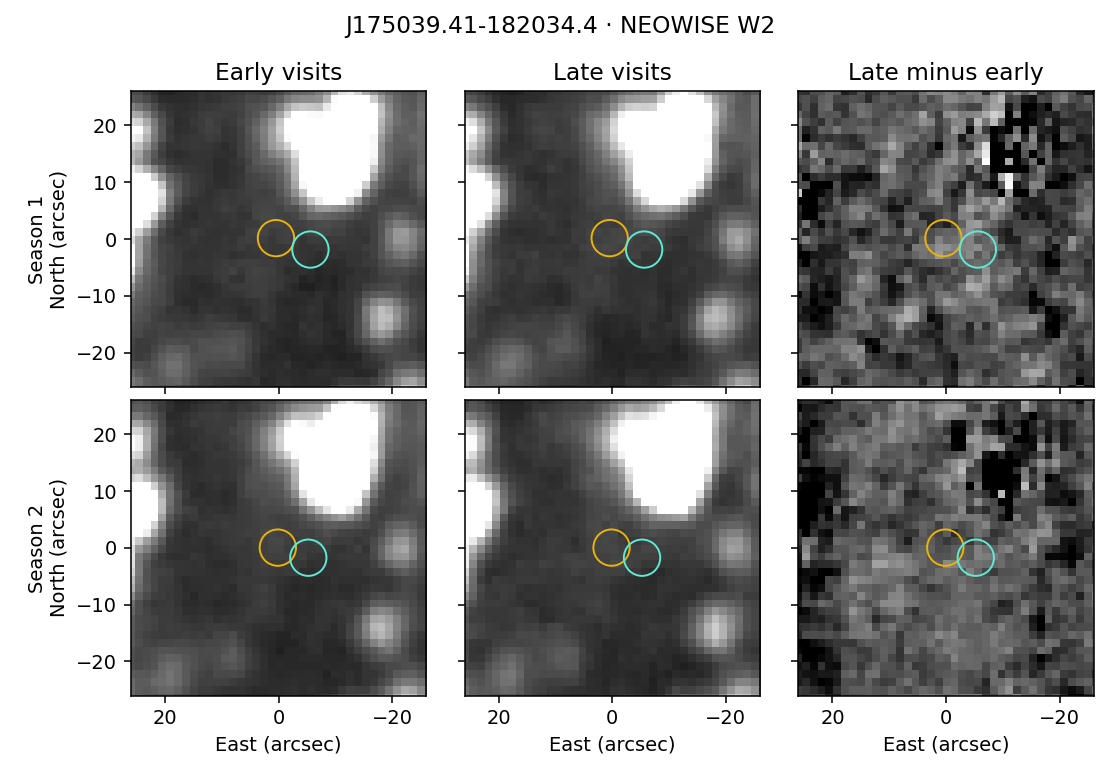 J175039.41-182034.4 · NEOWISE W2
Early visits
Late visits
Late minus early
Season 1
North (arcsec)
20
10
0
−10
−20
Season 2
North (arcsec)
20
10
0
−10
−20
20
0
−20
20
0
−20
20
0
−20
East (arcsec)
East (arcsec)
East (arcsec)